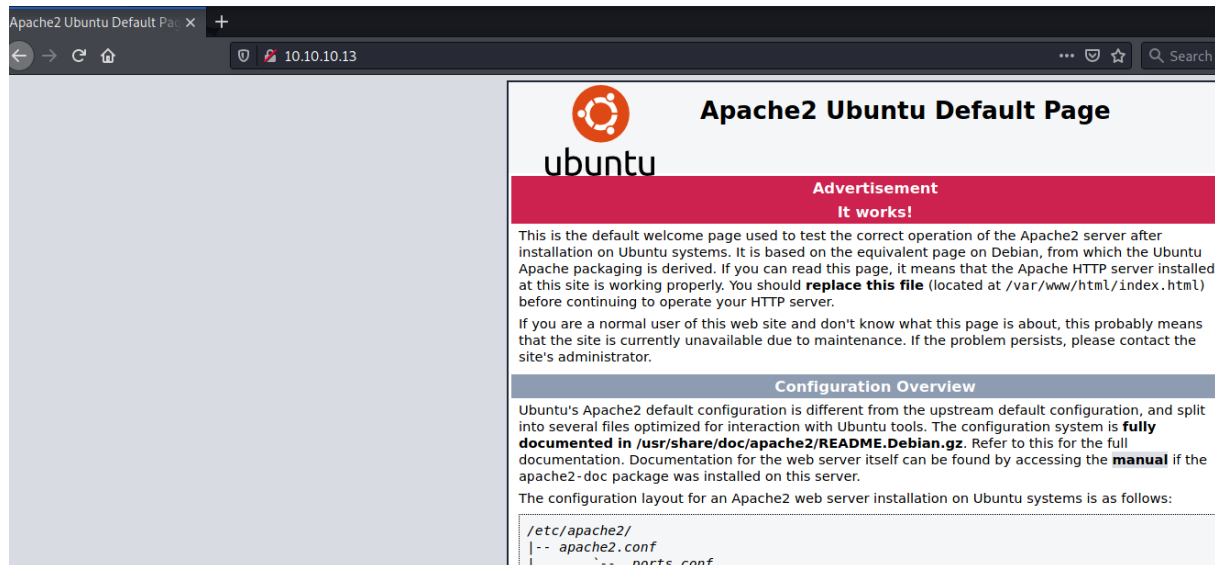 Apache2 Ubuntu Default Pag
10.10.10.13
Search
ubuntu
Apache2 Ubuntu Default Page
Advertisement
It works!
This is the default welcome page used to test the correct operation of the Apache2 server after
installation on Ubuntu systems. It is based on the equivalent page on Debian, from which the Ubuntu
Apache packaging is derived. If you can read this page, it means that the Apache HTTP server installed
at this site is working properly. You should replace this file (located at /var/www/html/index.html)
before continuing to operate your HTTP server.
If you are a normal user of this web site and don't know what this page is about, this probably means
that the site is currently unavailable due to maintenance. If the problem persists, please contact the
site's administrator.
Configuration Overview
Ubuntu's Apache2 default configuration is different from the upstream default configuration, and split
into several files optimized for interaction with Ubuntu tools. The configuration system is fully
documented in /usr/share/doc/apache2/README.Debian.gz. Refer to this for the full
documentation. Documentation for the web server itself can be found by accessing the manual if the
apache2-doc package was installed on this server.
The configuration layout for an Apache2 web server installation on Ubuntu systems is as follows:
/etc/apache2/
|-- apache2.conf
|       `--  ports.conf